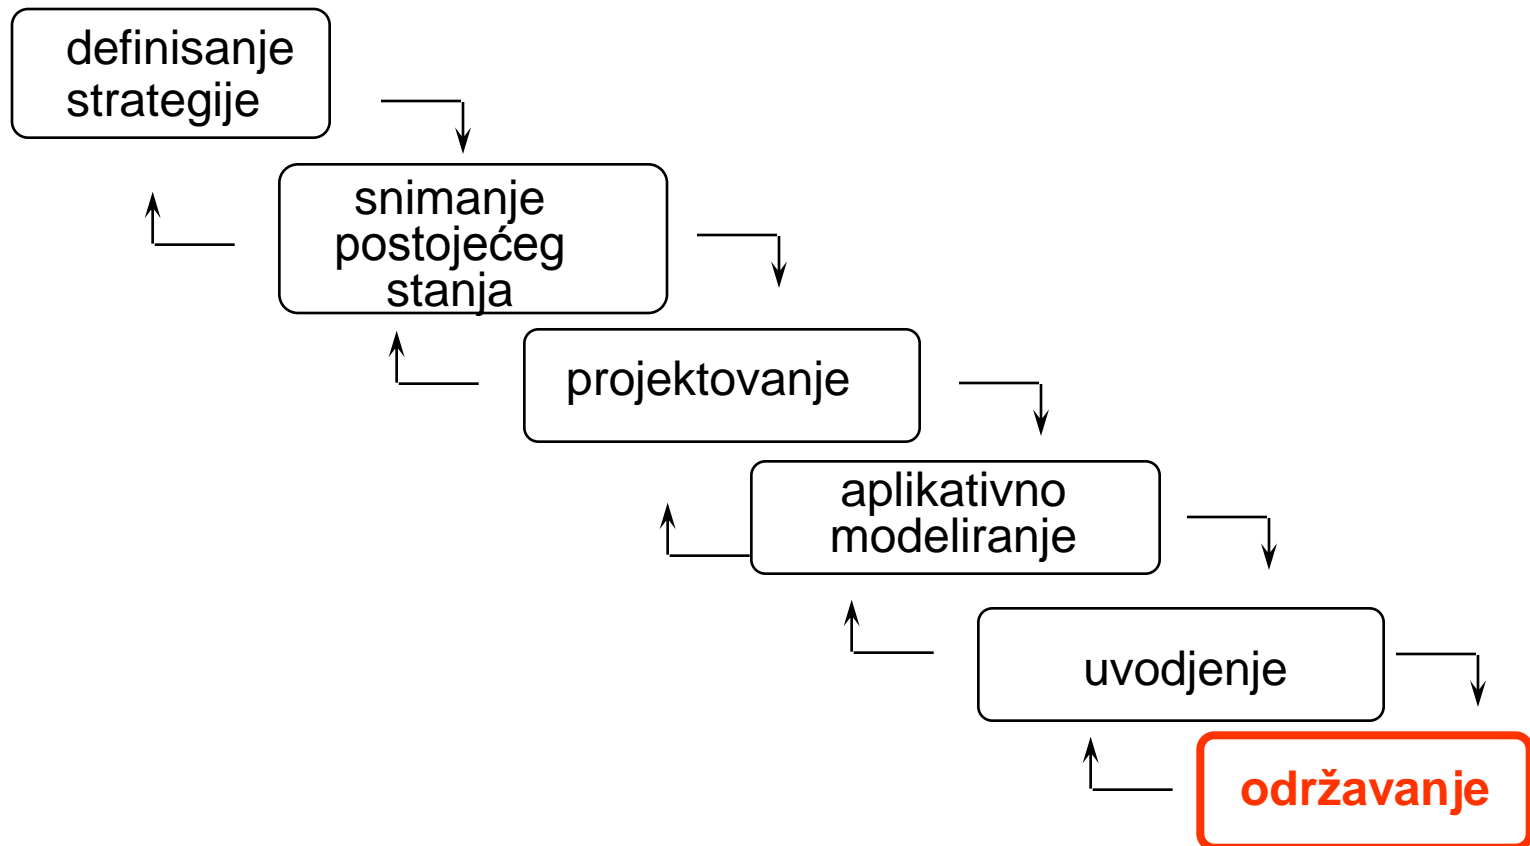 definisanje
strategije
snimanje
postojećeg
stanja
projektovanje
aplikativno
modeliranje
uvodjenje
održavanje